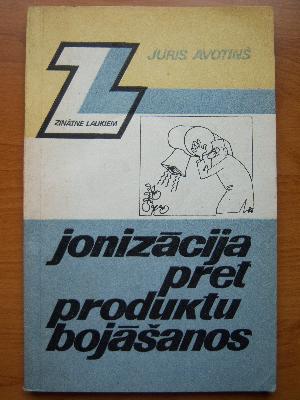 JURIS AVOTIŅŠ
ZINĀTNE LAUKIEM
jonizācija
pret
produktu
bojāšanos